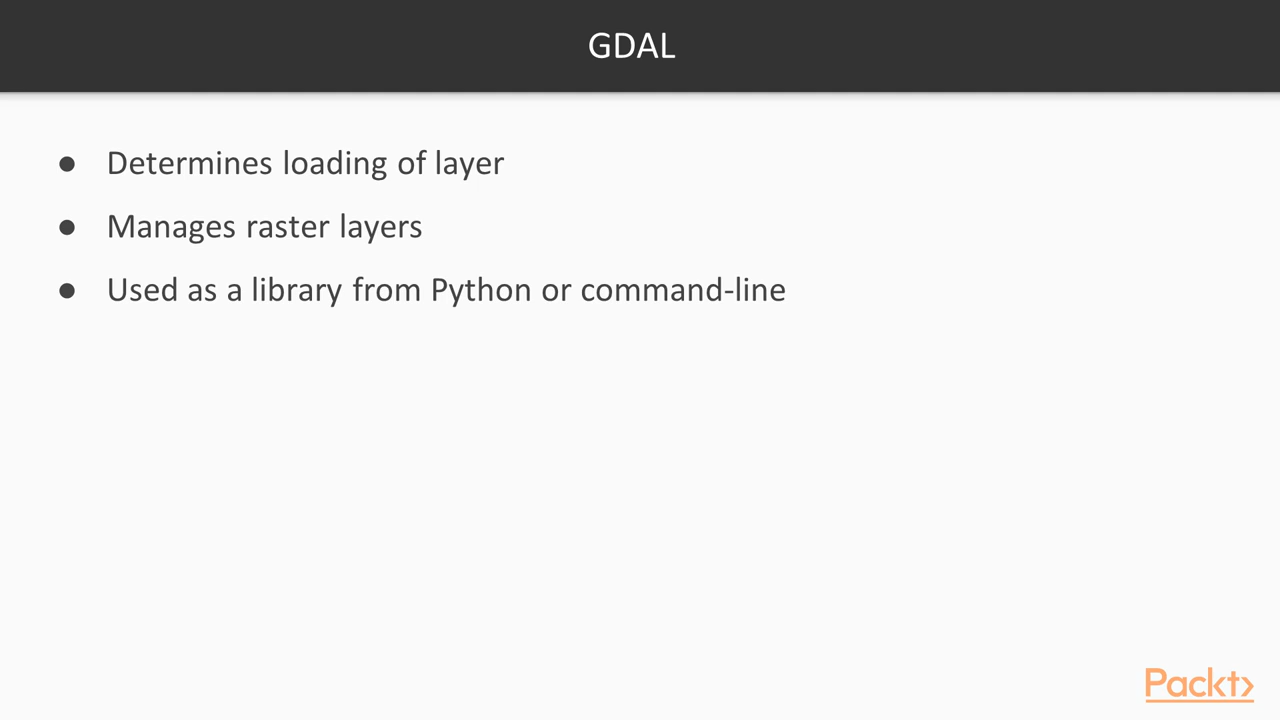 GDAL
● Determines loading of layer
● Manages raster layers
● Used as a library from Python or command-line
Packt>